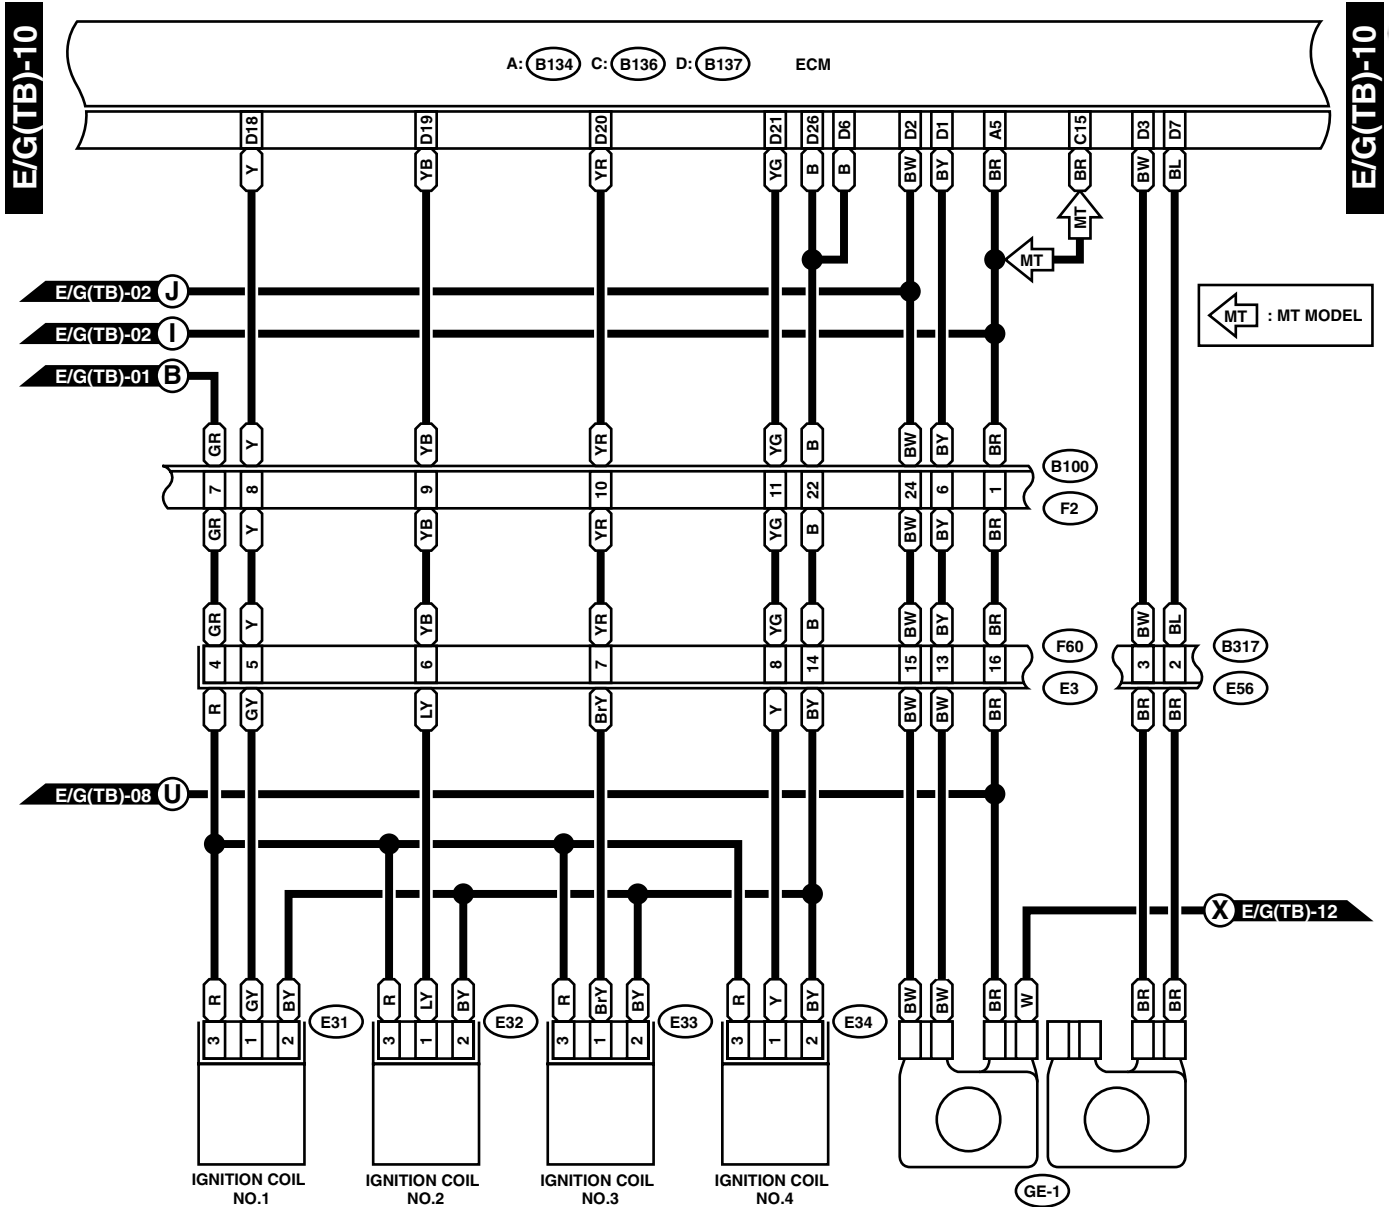 E/G(TB)-10
E/G(TB)-10
A: B134 C: B136 D: B137 ECM
D18 D19 D20 D21 D26 D6 D2 D1 A5 C15 D3 D7
Y YB YR YG B B BW BY BR BR BW BL
MT
MT
E/G(TB)-02 J
MT : MT MODEL
E/G(TB)-02 I
E/G(TB)-01 B
GR Y YB YR YG B BW BY BR
B100
7 8 9 10 11 22 24 6 1
F2
GR Y YB YR YG B BW BY BR
GR Y YB YR YG B BW BY BR BW BL
F60 B317
4 5 6 7 8 14 15 13 16 3 2
E3 E56
R GY LY BrY Y BY BW BW BR BR BR
E/G(TB)-08 U
X E/G(TB)-12
R GY BY R LY BY R BrY BY R Y BY BW BW BR W BR BR
E31 E32 E33 E34
3 1 2 3 1 2 3 1 2 3 1 2
IGNITION COIL NO.1
IGNITION COIL NO.2
IGNITION COIL NO.3
IGNITION COIL NO.4
GE-1